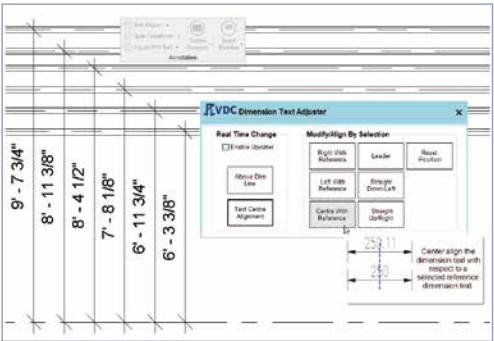 Annotation
VDC Dimension Text Adjuster
×
Real Time Change
Modify/Align By Selection
Enable Updater
Right With
Reference
Leader
Reset
Position
Above Dim
Line
Left With
Reference
Straight
Down/Left
Text Centre
Alignment
Centre With
Reference
Straight
Up/Right
9' - 7 3/4"
8' - 11 3/8"
8' - 4 1/2"
7' - 8 1/8"
6' - 11 3/4"
6' - 3 3/8"
250.11
250
Center align the
dimension text with
respect to a
selected reference
dimension text